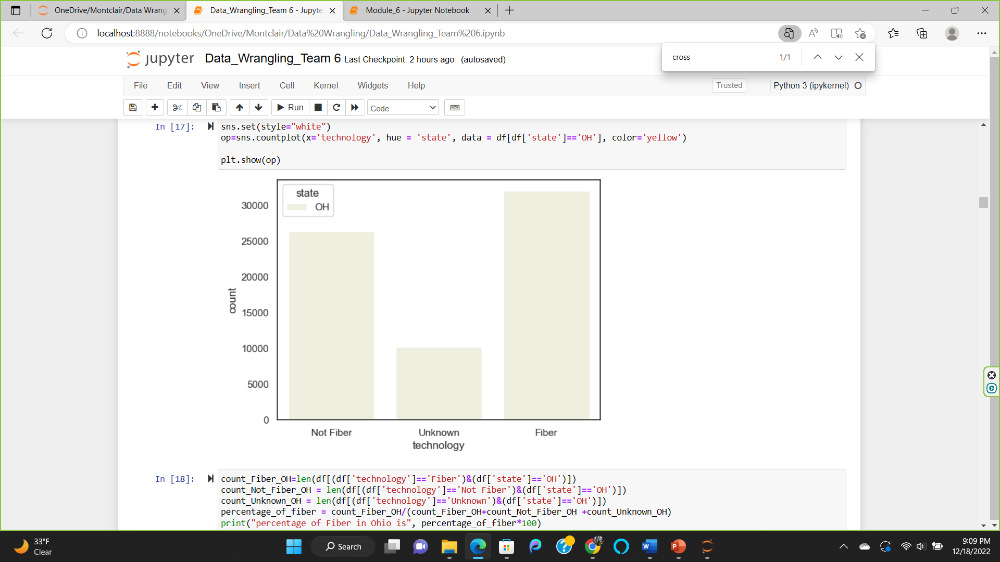 OneDrive/Montclair/Data Wrangl
Data_Wrangling_Team 6 - Jupyte
Module_6 - Jupyter Notebook
localhost:8888/notebooks/OneDrive/Montclair/Data%20Wrangling/Data_Wrangling_Team%206.ipynb
cross 1/1
jupyter Data_Wrangling_Team 6 Last Checkpoint: 2 hours ago (autosaved)
File Edit View Insert Cell Kernel Widgets Help Trusted Python 3 (ipykernel)
Run Code
In [17]:
sns.set(style="white")
op=sns.countplot(x='technology', hue = 'state', data = df[df['state']=='OH'], color='yellow')
plt.show(op)
state
OH
30000
25000
20000
15000
10000
5000
0
count
Not Fiber Unknown Fiber
technology
In [18]:
count_Fiber_OH=len(df[(df['technology']=='Fiber')&(df['state']=='OH')])
count_Not_Fiber_OH = len(df[(df['technology']=='Not Fiber')&(df['state']=='OH')])
count_Unknown_OH = len(df[(df['technology']=='Unknown')&(df['state']=='OH')])
percentage_of_fiber = count_Fiber_OH/(count_Fiber_OH+count_Not_Fiber_OH +count_Unknown_OH)
print("percentage of Fiber in Ohio is", percentage_of_fiber*100)
33°F
Clear
Search
9:09 PM
12/18/2022